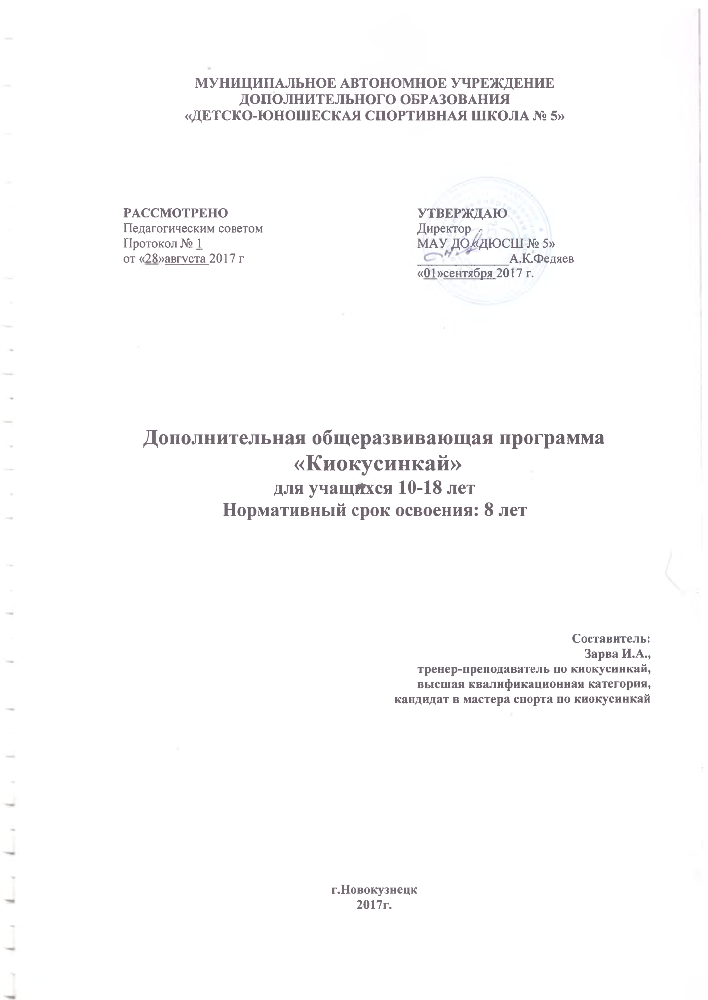 МУНИЦИПАЛЬНОЕ АВТОНОМНОЕ УЧРЕЖДЕНИЕ
ДОПОЛНИТЕЛЬНОГО ОБРАЗОВАНИЯ
«ДЕТСКО-ЮНОШЕСКАЯ СПОРТИВНАЯ ШКОЛА № 5»
РАССМОТРЕНО
Педагогическим советом
Протокол № 1
от «28»августа 2017 г
УТВЕРЖДАЮ
Директор
МАУ ДО «ДЮСШ № 5»
А.К.Федяев
«01»сентября 2017 г.
Дополнительная общеразвивающая программа
«Киокусинкай»
для учащихся 10-18 лет
Нормативный срок освоения: 8 лет
Составитель:
Зарва И.А.,
тренер-преподаватель по киокусинкай,
высшая квалификационная категория,
кандидат в мастера спорта по киокусинкай
г.Новокузнецк
2017г.